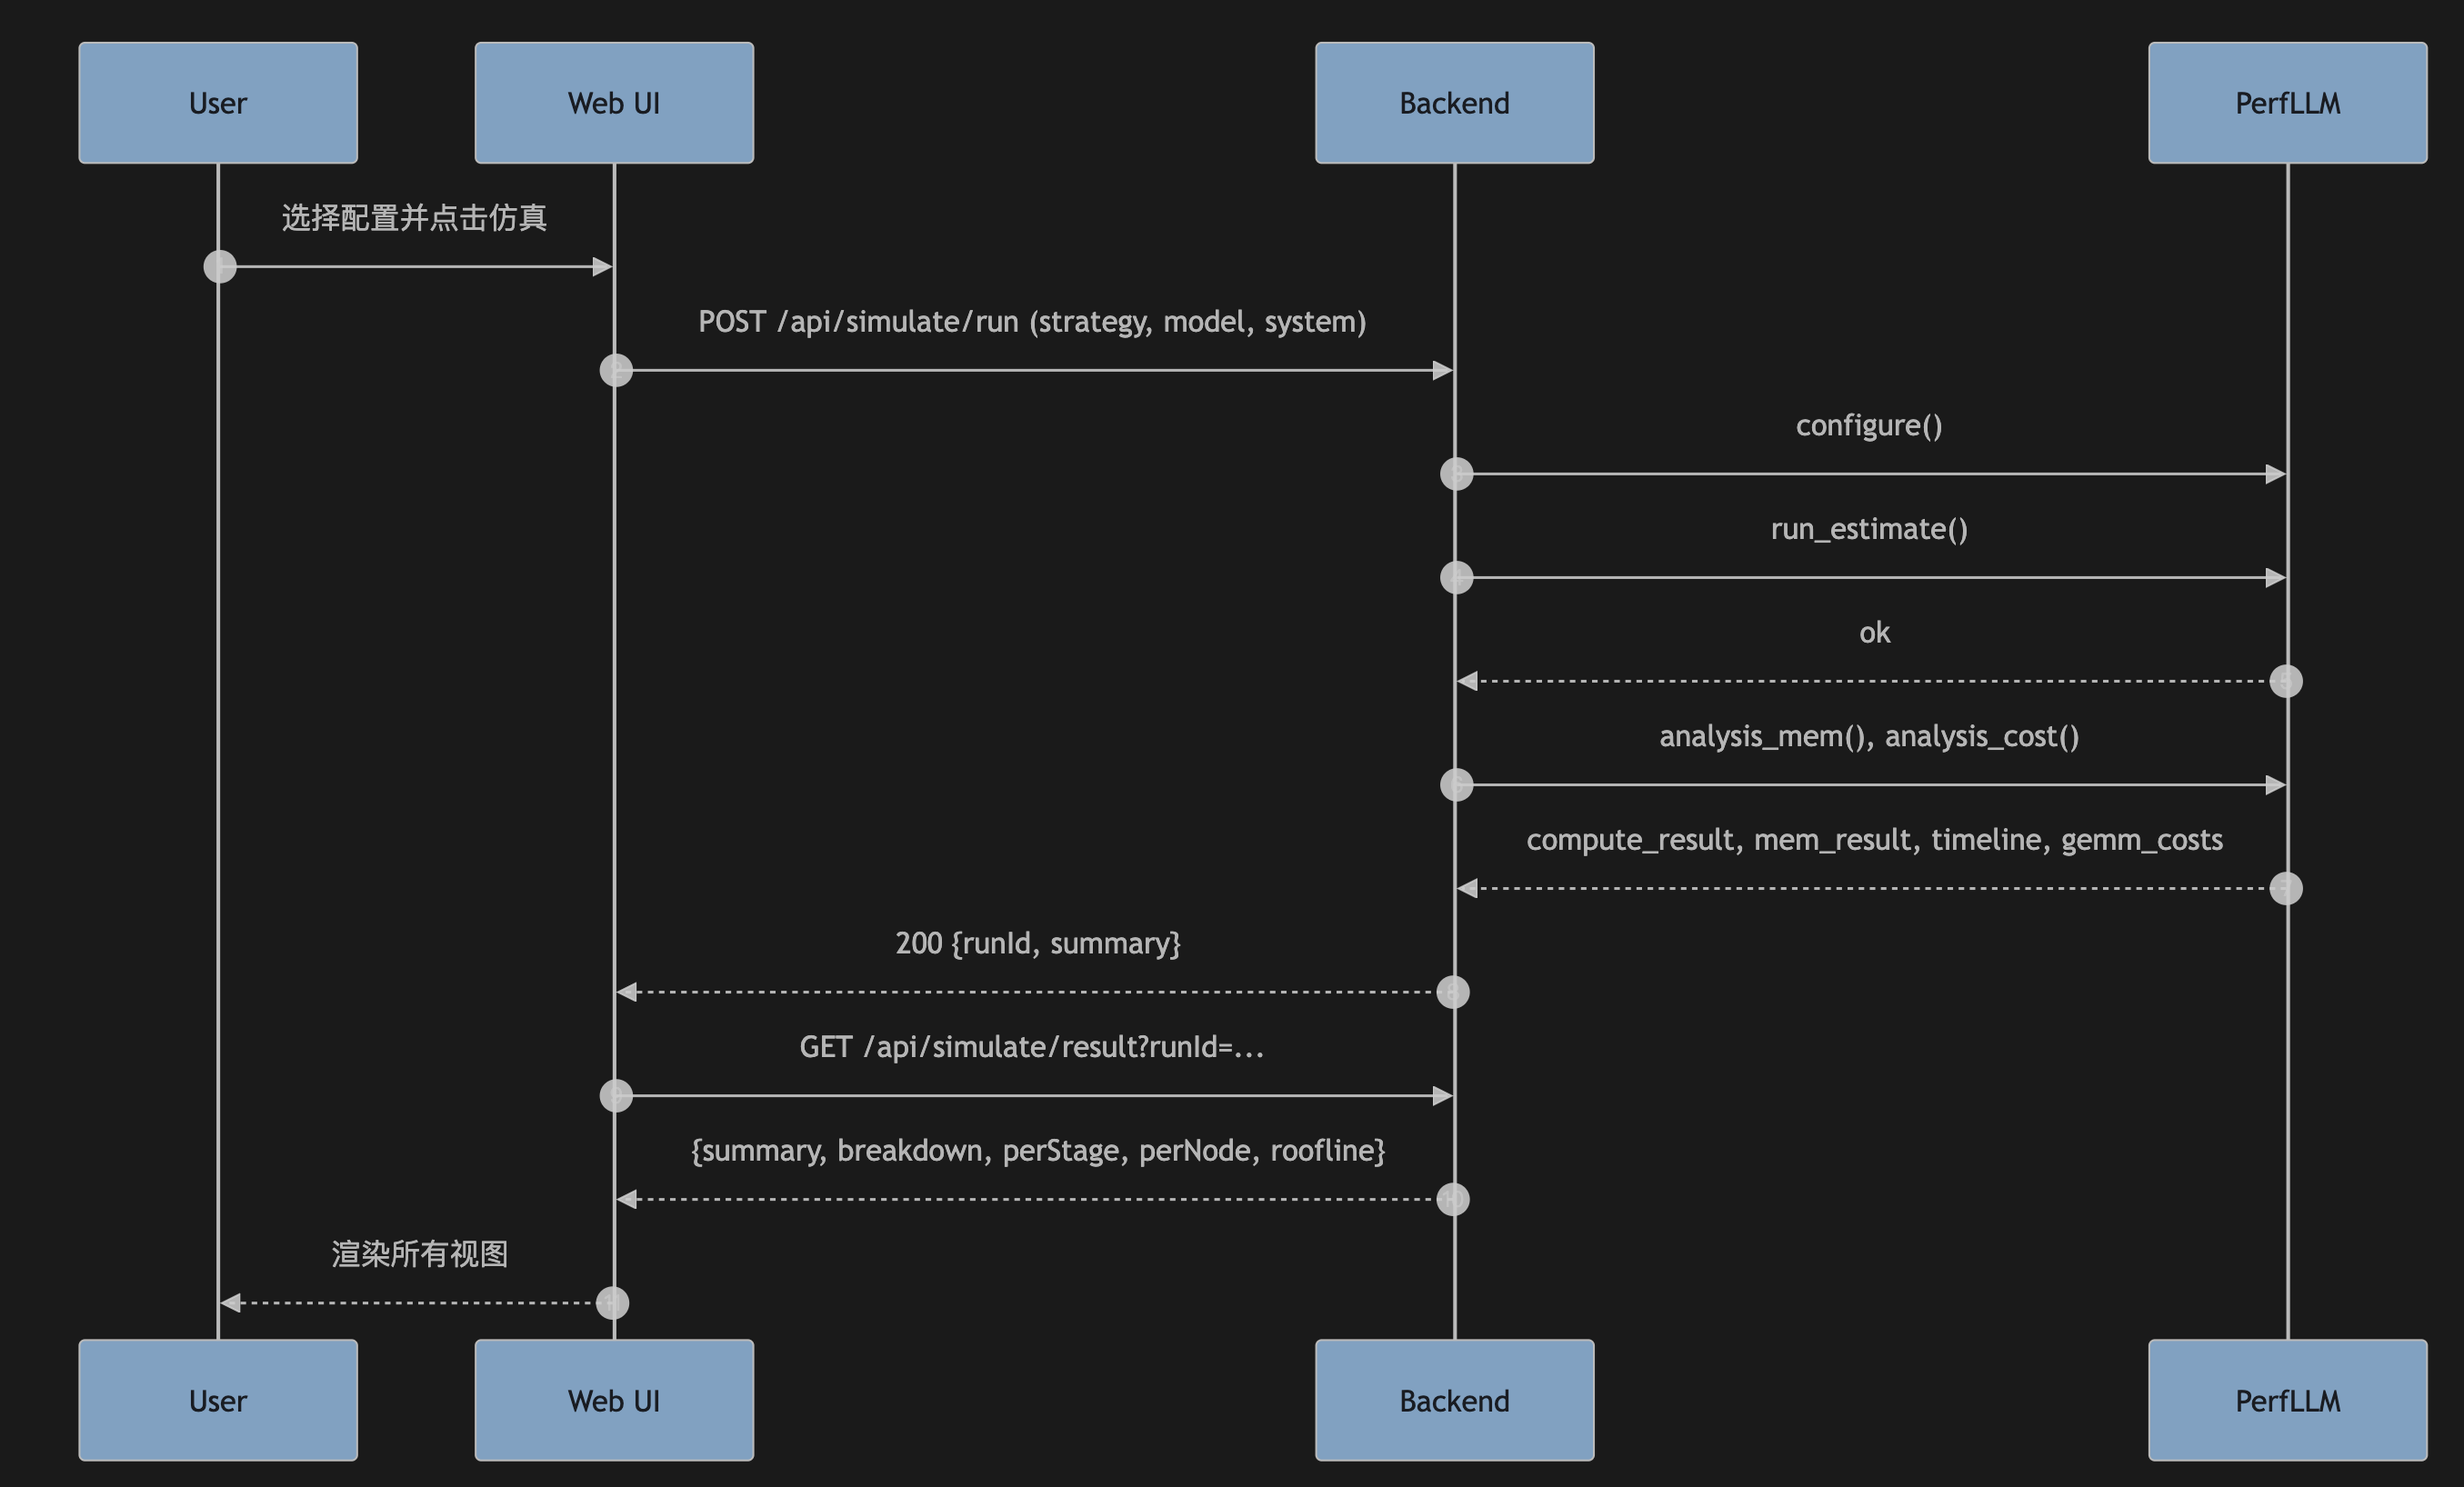 User
Web UI
Backend
PerfLLM
选择配置并点击仿真
POST /api/simulate/run (strategy, model, system)
configure()
run_estimate()
ok
analysis_mem(), analysis_cost()
compute_result, mem_result, timeline, gemm_costs
200 {runId, summary}
GET /api/simulate/result?runId=...
{summary, breakdown, perStage, perNode, roofline}
渲染所有视图
User
Web UI
Backend
PerfLLM